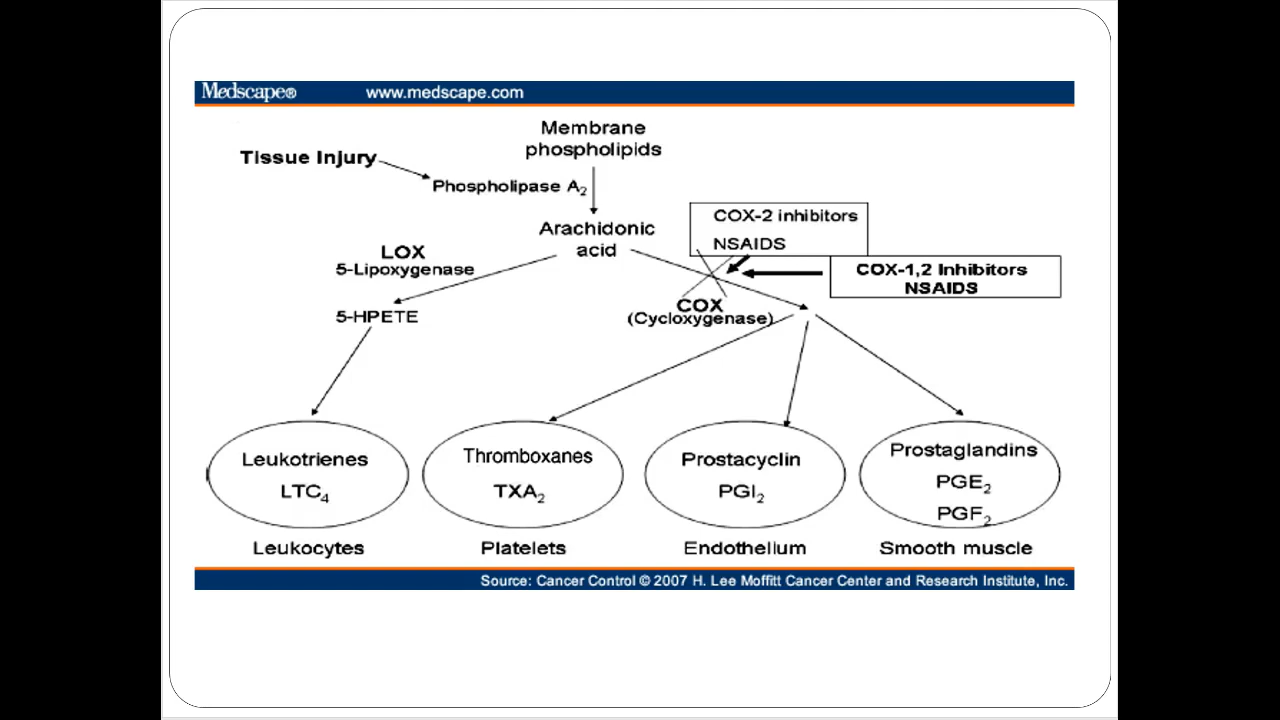 Medscape® www.medscape.com
Membrane
phospholipids
Tissue Injury
Phospholipase A2
Arachidonic
acid
COX-2 inhibitors
NSAIDS
COX-1,2 Inhibitors
NSAIDS
LOX
5-Lipoxygenase
5-HPETE
COX
(Cycloxygenase)
Leukotrienes
LTC4
Leukocytes
Thromboxanes
TXA2
Platelets
Prostacyclin
PGI2
Endothelium
Prostaglandins
PGE2
PGF2
Smooth muscle
Source: Cancer Control © 2007 H. Lee Moffitt Cancer Center and Research Institute, Inc.